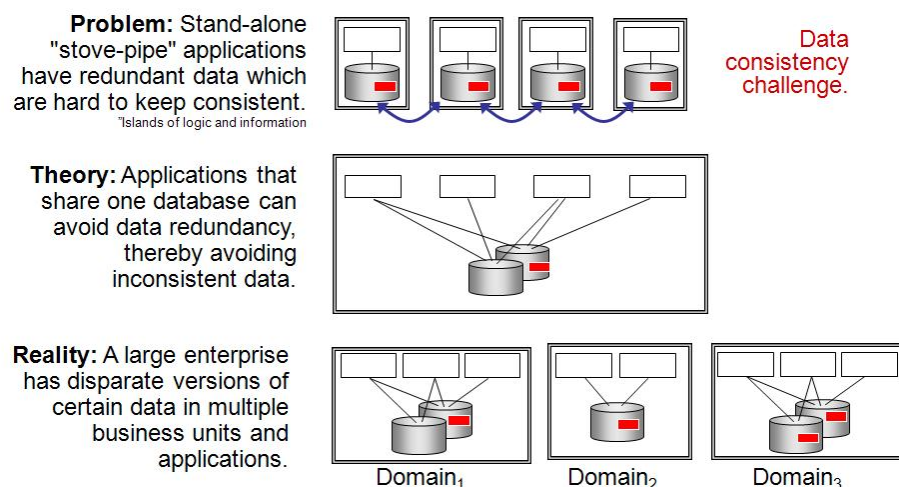 Problem: Stand-alone
"stove-pipe" applications
have redundant data which
are hard to keep consistent.
"Islands of logic and information
Data
consistency
challenge.
Theory: Applications that
share one database can
avoid data redundancy,
thereby avoiding
inconsistent data.
Reality: A large enterprise
has disparate versions of
certain data in multiple
business units and
applications.
Domain₁
Domain₂
Domain₃